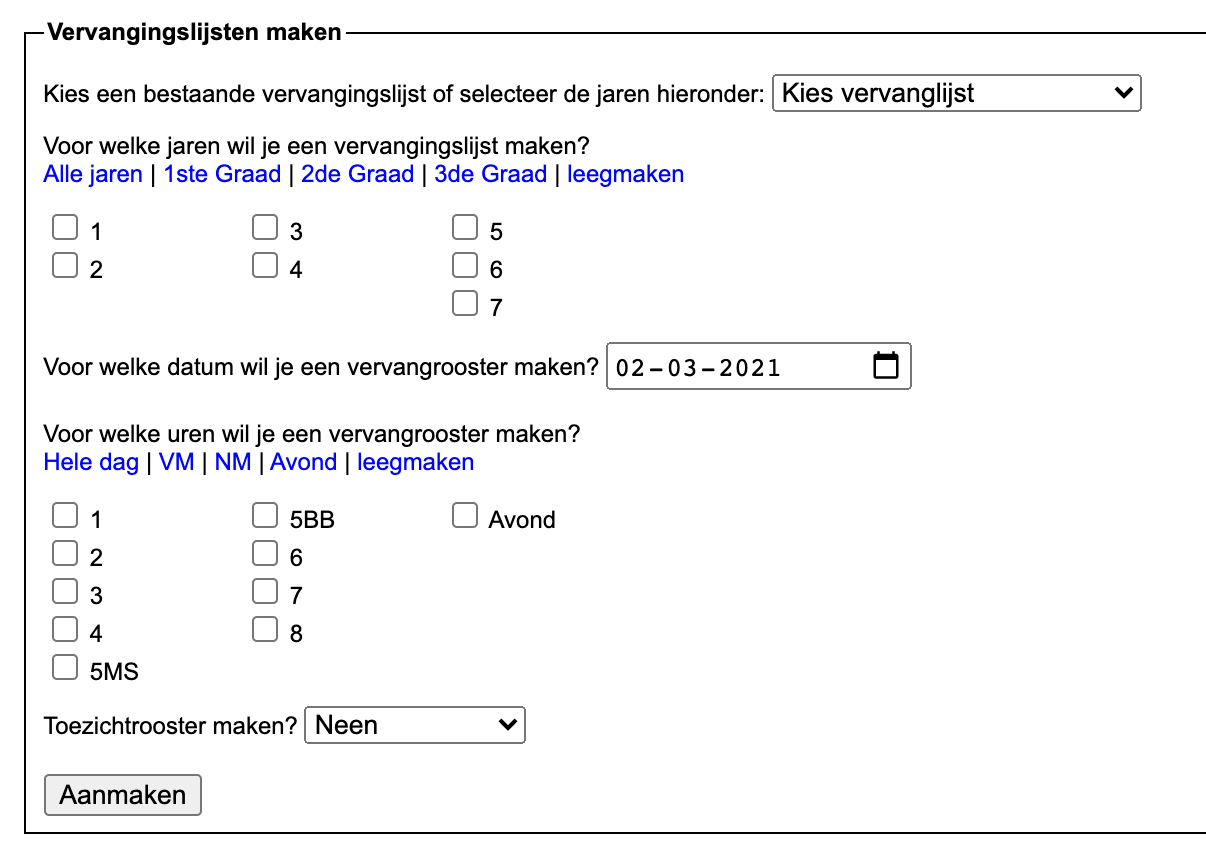 Vervangingslijsten maken
Kies een bestaande vervangingslijst of selecteer de jaren hieronder: Kies vervanglijst
Voor welke jaren wil je een vervangingslijst maken?
Alle jaren | 1ste Graad | 2de Graad | 3de Graad | leegmaken
1 3 5
2 4 6
7
Voor welke datum wil je een vervangrooster maken? 02-03-2021
Voor welke uren wil je een vervangrooster maken?
Hele dag | VM | NM | Avond | leegmaken
1 5BB Avond
2 6
3 7
4 8
5MS
Toezichtrooster maken? Neen
Aanmaken